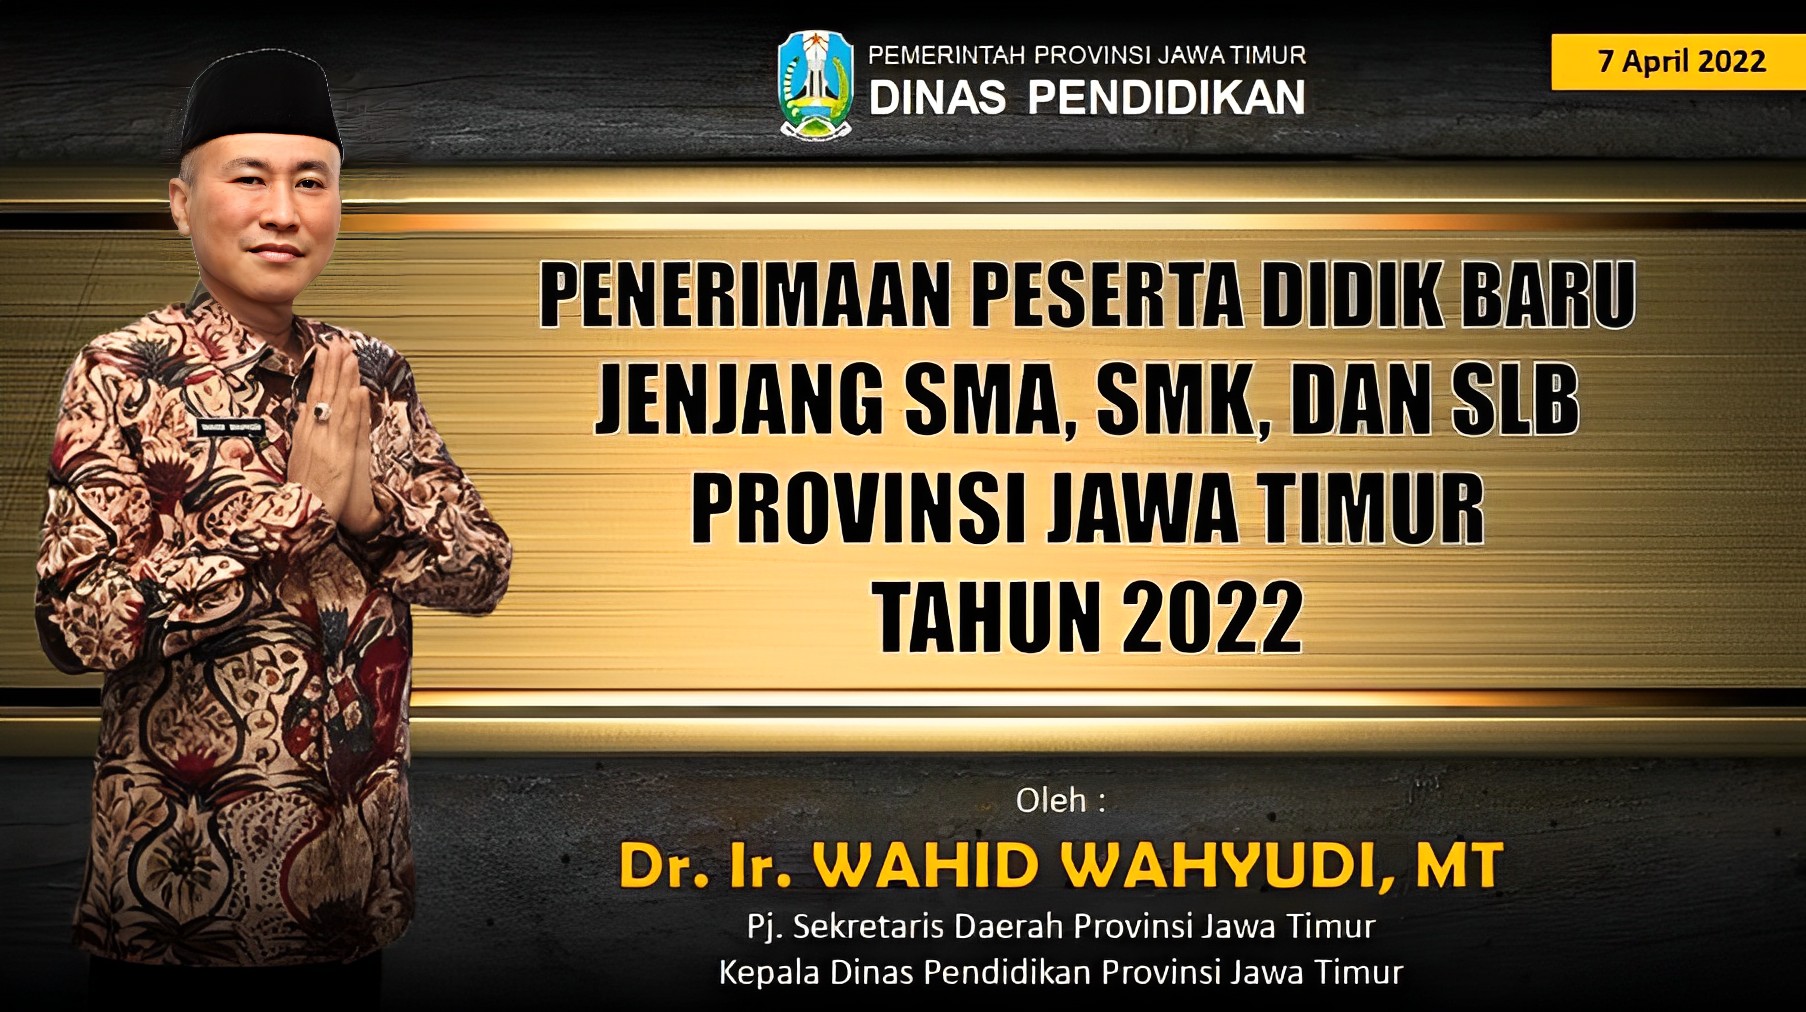 PEMERINTAH PROVINSI JAWA TIMUR
DINAS PENDIDIKAN
7 April 2022
PENERIMAAN PESERTA DIDIK BARU
JENJANG SMA, SMK, DAN SLB
PROVINSI JAWA TIMUR
TAHUN 2022
Oleh :
Dr. Ir. WAHID WAHYUDI, MT
Pj. Sekretaris Daerah Provinsi Jawa Timur
Kepala Dinas Pendidikan Provinsi Jawa Timur